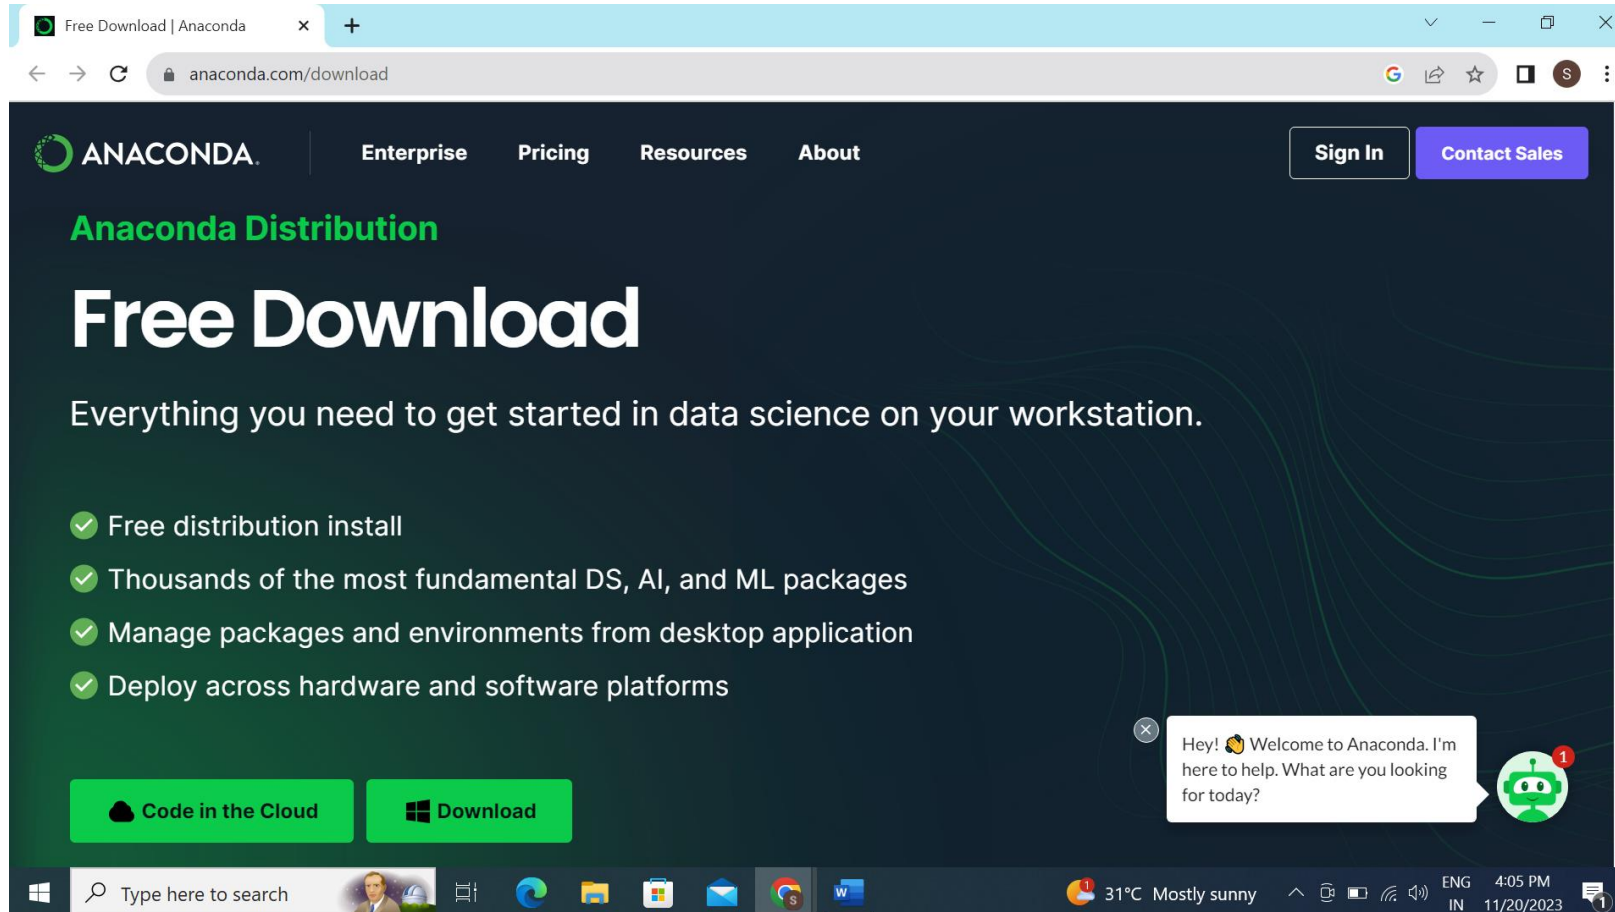 Free Download | Anaconda
anaconda.com/download
S
ANACONDA.
Enterprise Pricing Resources About
Sign In
Contact Sales
Anaconda Distribution
Free Download
Everything you need to get started in data science on your workstation.
Free distribution install
Thousands of the most fundamental DS, AI, and ML packages
Manage packages and environments from desktop application
Deploy across hardware and software platforms
Hey! 👋 Welcome to Anaconda. I'm
here to help. What are you looking
for today?
1
Code in the Cloud
Download
Type here to search
S
W
1
31°C Mostly sunny
ENG
IN
4:05 PM
11/20/2023
1